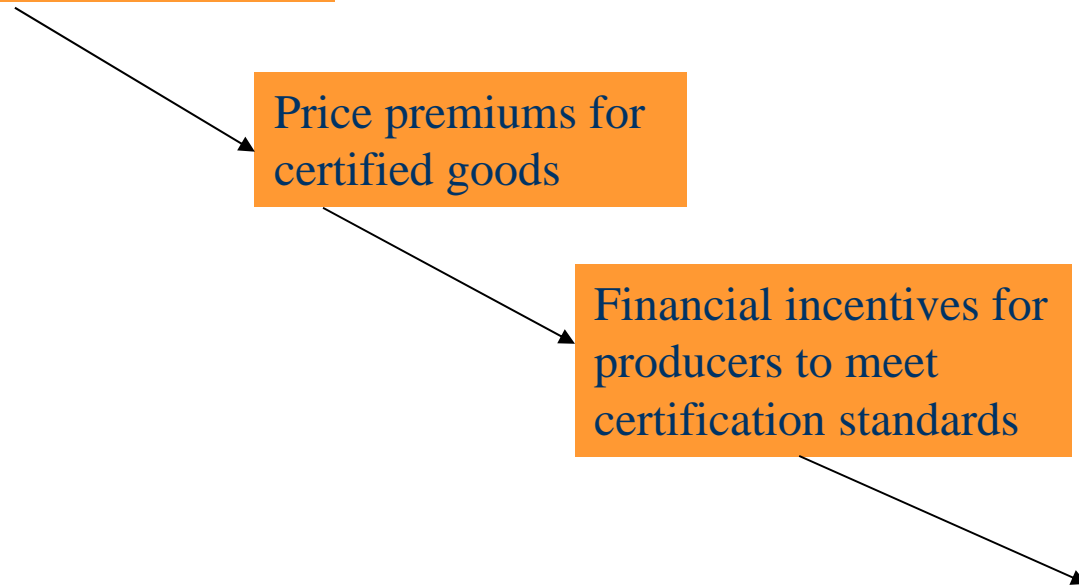 Price premiums for
certified goods
Financial incentives for
producers to meet
certification standards